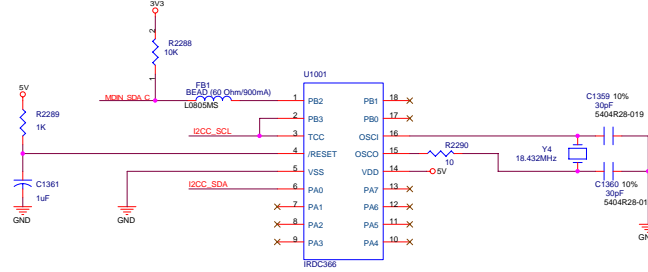 3V3
2
R2288
10K
1
FB1
BEAD (60 Ohm/900mA)
L0805MS
MDIN_SDA_C
5V
R2289
1K
I2CC_SCL
C1361
1uF
GND
GND
I2CC_SDA
U1001
1 PB2 PB1 18
2 PB3 PB0 17
3 TCC OSCI 16
4 /RESET OSCO 15
5 VSS VDD 14
6 PA0 PA7 13
7 PA1 PA6 12
8 PA2 PA5 11
9 PA3 PA4 10
IRDC366
R2290
10
5V
Y4
18.432MHz
C1359 10%
30pF
5404R28-019
C1360 10%
30pF
5404R28-01
GN